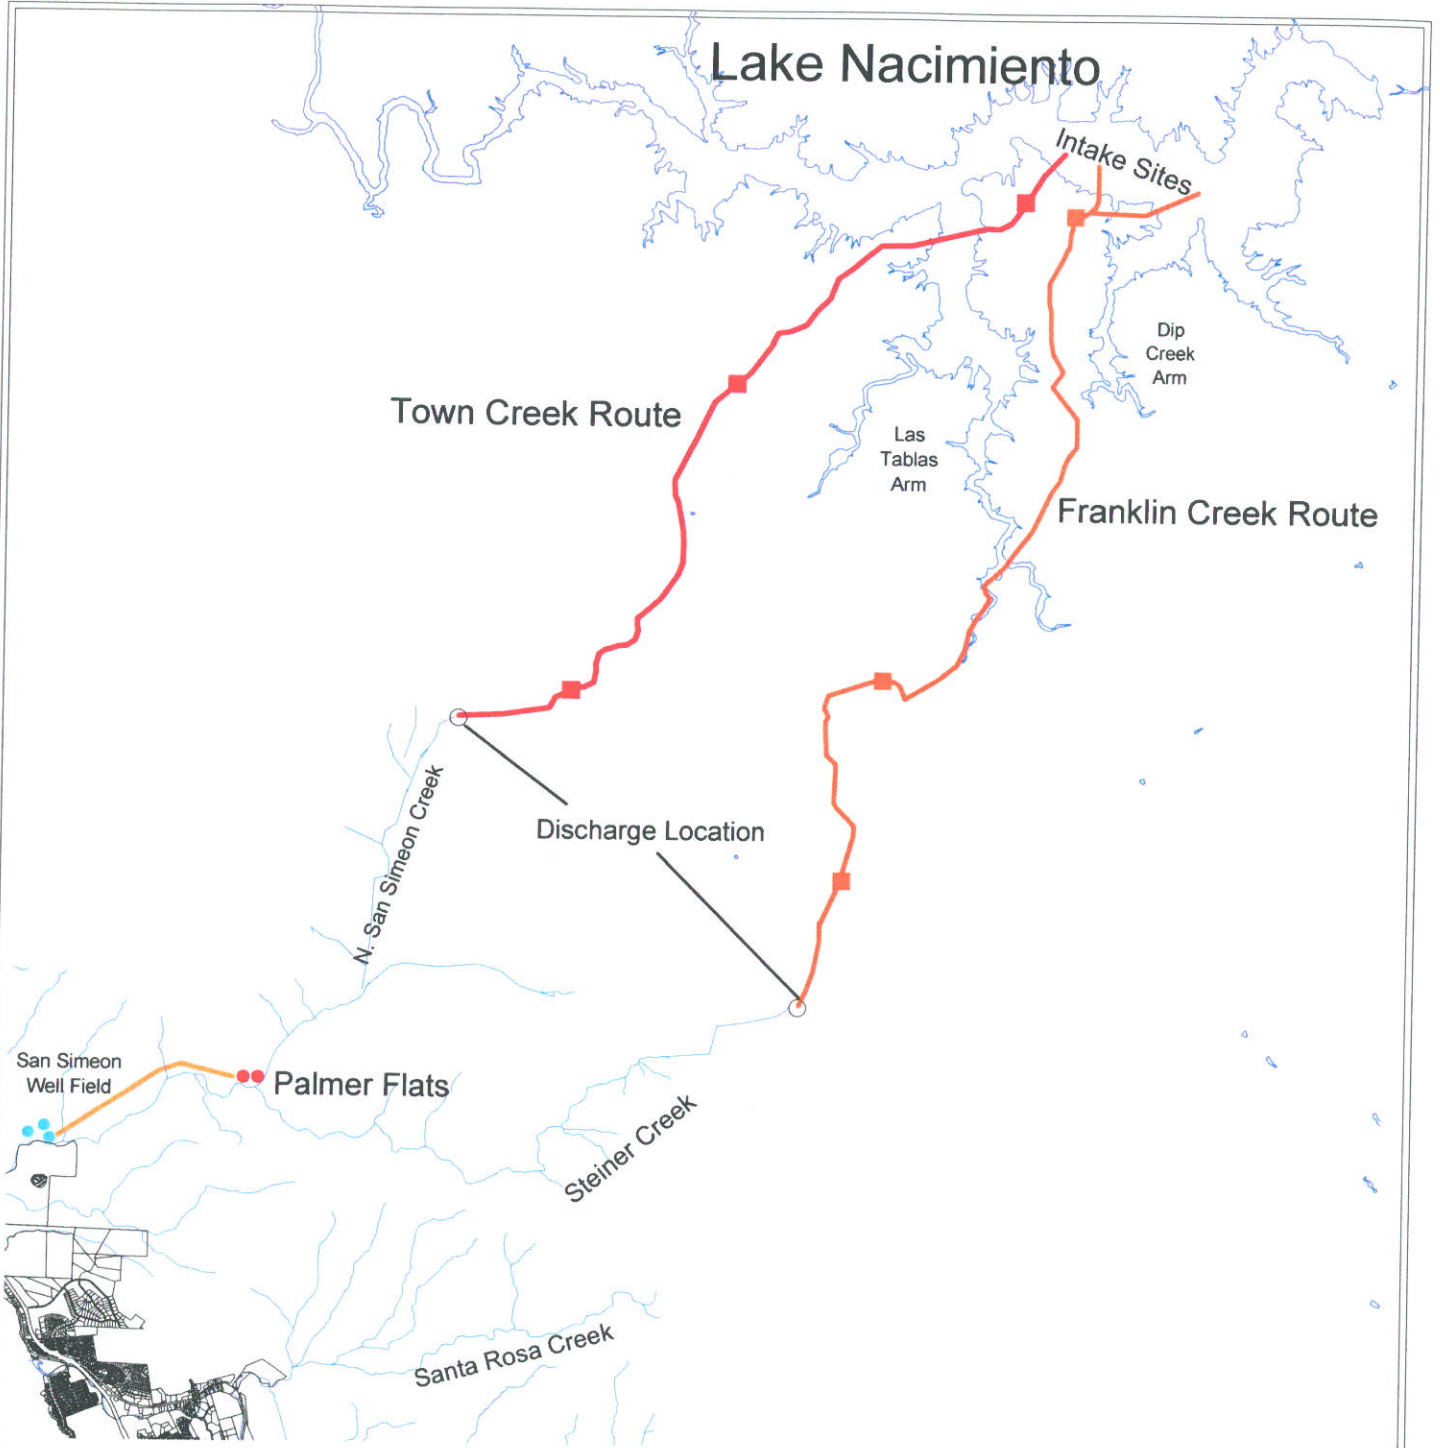 Lake Nacimiento
Intake Sites
Dip
Creek
Arm
Town Creek Route
Las
Tablas
Arm
Franklin Creek Route
N. San Simeon Creek
Discharge Location
San Simeon
Well Field
Palmer Flats
Steiner Creek
Santa Rosa Creek